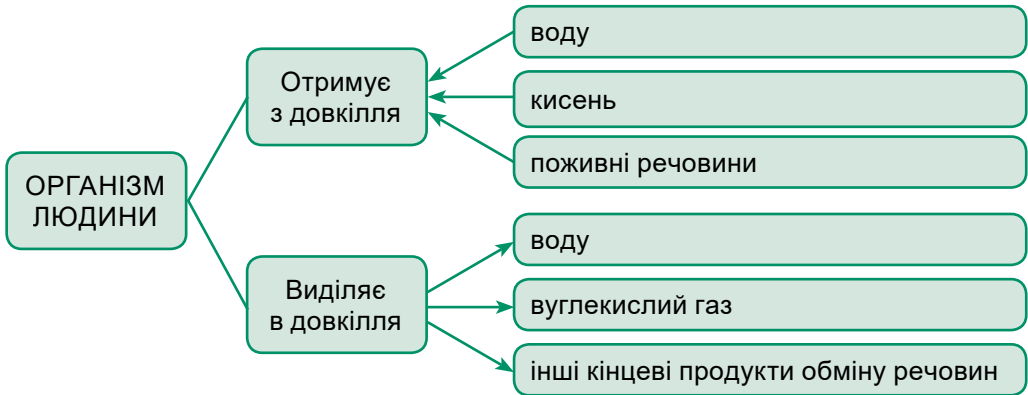 ОРГАНІЗМ
ЛЮДИНИ
Отримує
з довкілля
воду
кисень
поживні речовини
Виділяє
в довкілля
воду
вуглекислий газ
інші кінцеві продукти обміну речовин